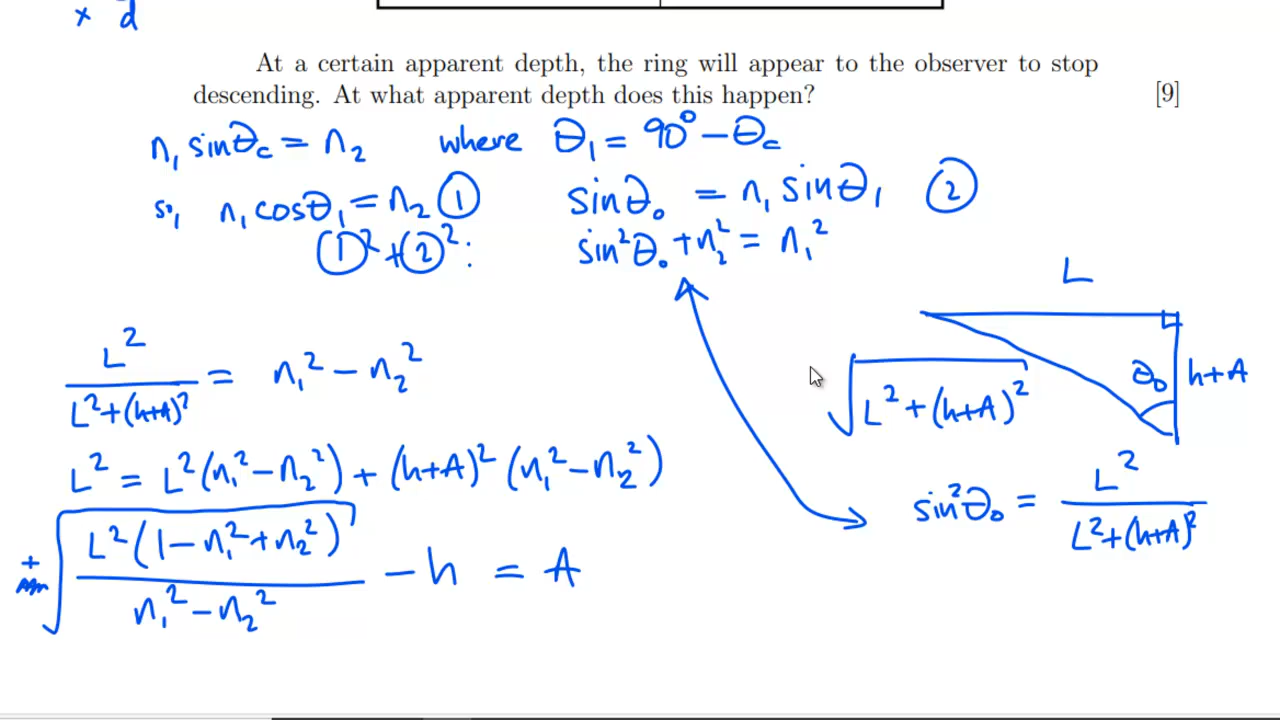 × d
At a certain apparent depth, the ring will appear to the observer to stop
descending. At what apparent depth does this happen? [9]
n₁ sinθc = n₂ where θ₁ = 90° − θc
so, n₁cosθ₁ = n₂ ① sinθ₀ = n₁ sinθ₁ ②
①² + ②² : sin²θ₀ + n₂² = n₁²
L
L² / (L² + (h+A)²) = n₁² − n₂²
θ₀ h+A
√(L² + (h+A)²)
L² = L²(n₁² − n₂²) + (h+A)² (n₁² − n₂²)
sin²θ₀ = L² / (L² + (h+A)²)
+ √(L²(1 − n₁² + n₂²) / (n₁² − n₂²)) − h = A